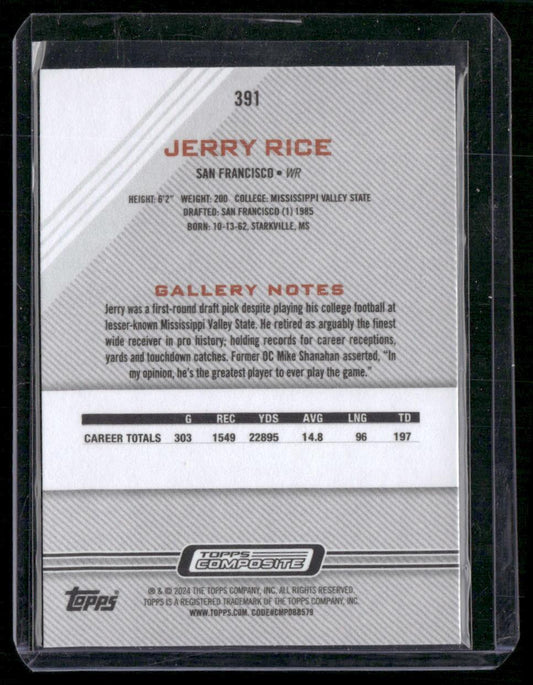 391
JERRY RICE
SAN FRANCISCO • WR
HEIGHT: 6'2" WEIGHT: 200 COLLEGE: MISSISSIPPI VALLEY STATE
DRAFTED: SAN FRANCISCO (1) 1985
BORN: 10-13-62, STARKVILLE, MS
GALLERY NOTES
Jerry was a first-round draft pick despite playing his college football at
lesser-known Mississippi Valley State. He retired as arguably the finest
wide receiver in pro history; holding records for career receptions,
yards and touchdown catches. Former OC Mike Shanahan asserted, "In
my opinion, he's the greatest player to ever play the game."
G REC YDS AVG LNG TD
CAREER TOTALS 303 1549 22895 14.8 96 197
TOPPS
COMPOSITE
Topps
℗ & © 2024 THE TOPPS COMPANY, INC. ALL RIGHTS RESERVED.
TOPPS IS A REGISTERED TRADEMARK OF THE TOPPS COMPANY, INC.
WWW.TOPPS.COM. CODE#CMP088579